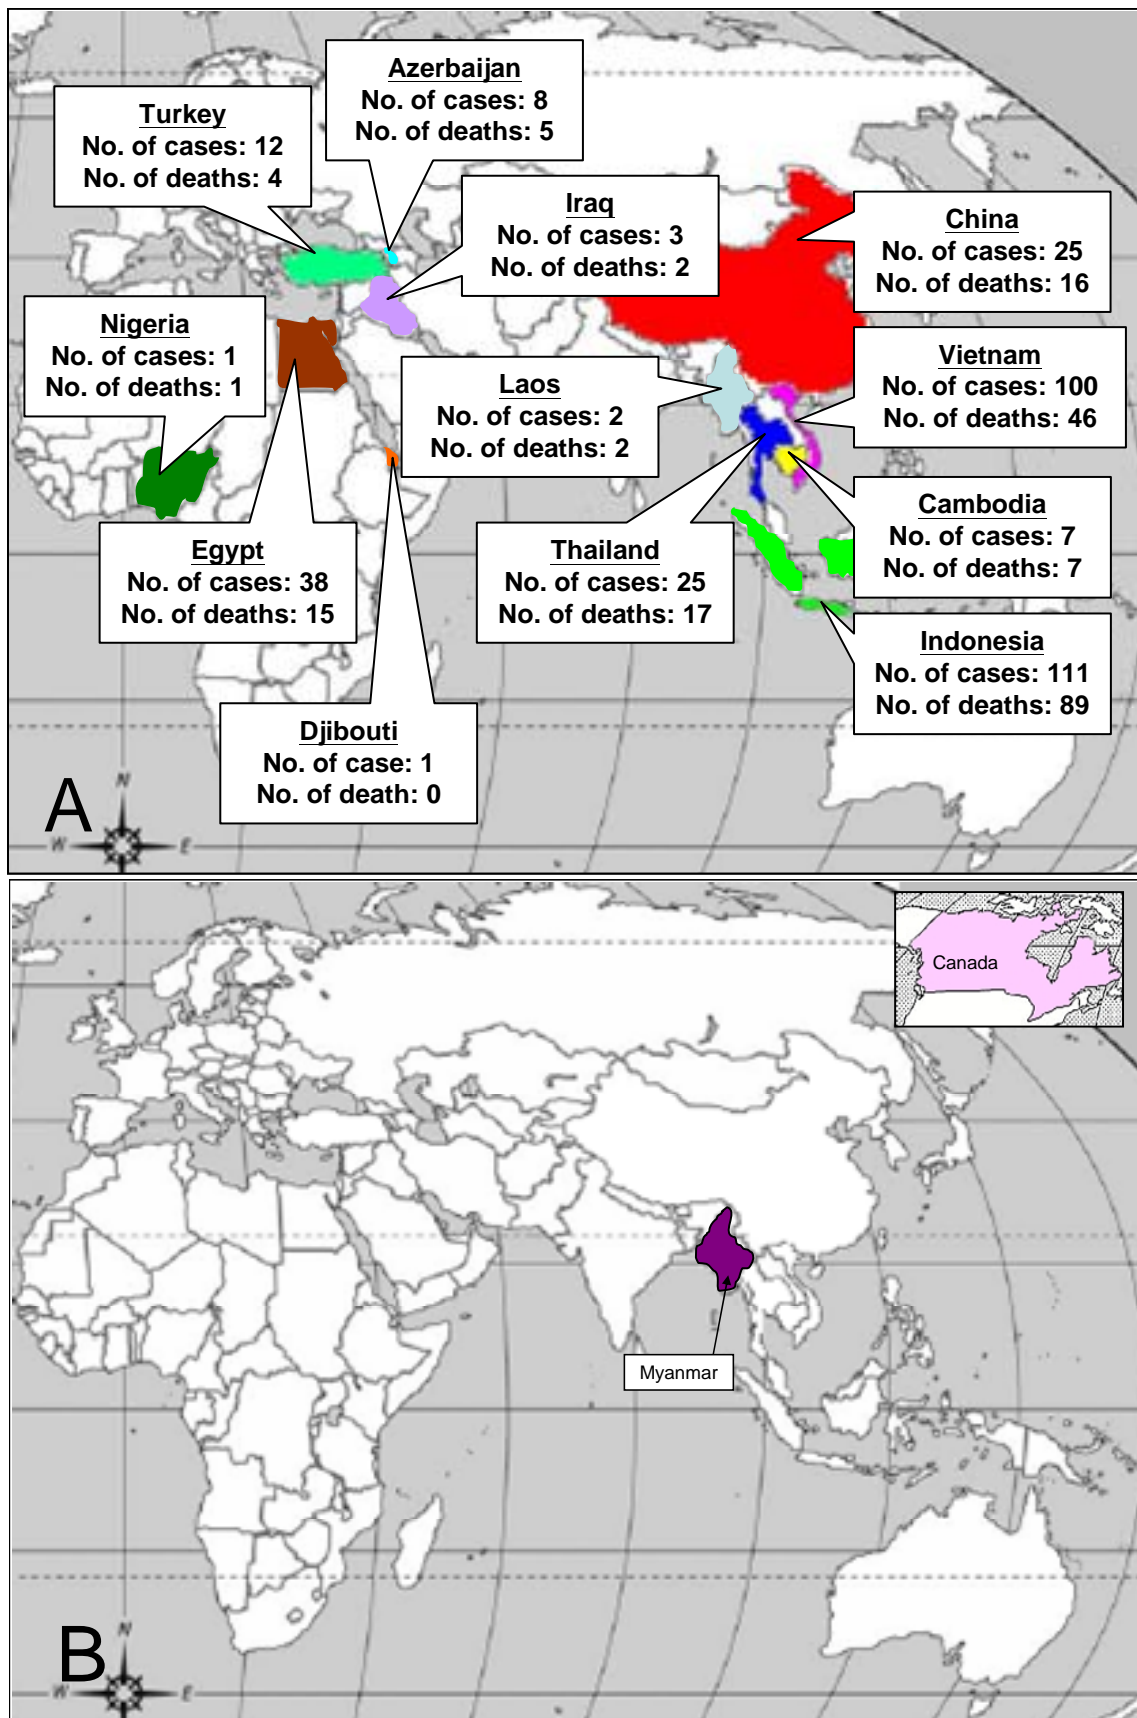 Azerbaijan
No. of cases: 8
No. of deaths: 5
Turkey
No. of cases: 12
No. of deaths: 4
Iraq
No. of cases: 3
No. of deaths: 2
China
No. of cases: 25
No. of deaths: 16
Nigeria
No. of cases: 1
No. of deaths: 1
Laos
No. of cases: 2
No. of deaths: 2
Vietnam
No. of cases: 100
No. of deaths: 46
Egypt
No. of cases: 38
No. of deaths: 15
Thailand
No. of cases: 25
No. of deaths: 17
Cambodia
No. of cases: 7
No. of deaths: 7
Indonesia
No. of cases: 111
No. of deaths: 89
Djibouti
No. of case: 1
No. of death: 0
A
N
W E
Canada
Myanmar
B
N
W E